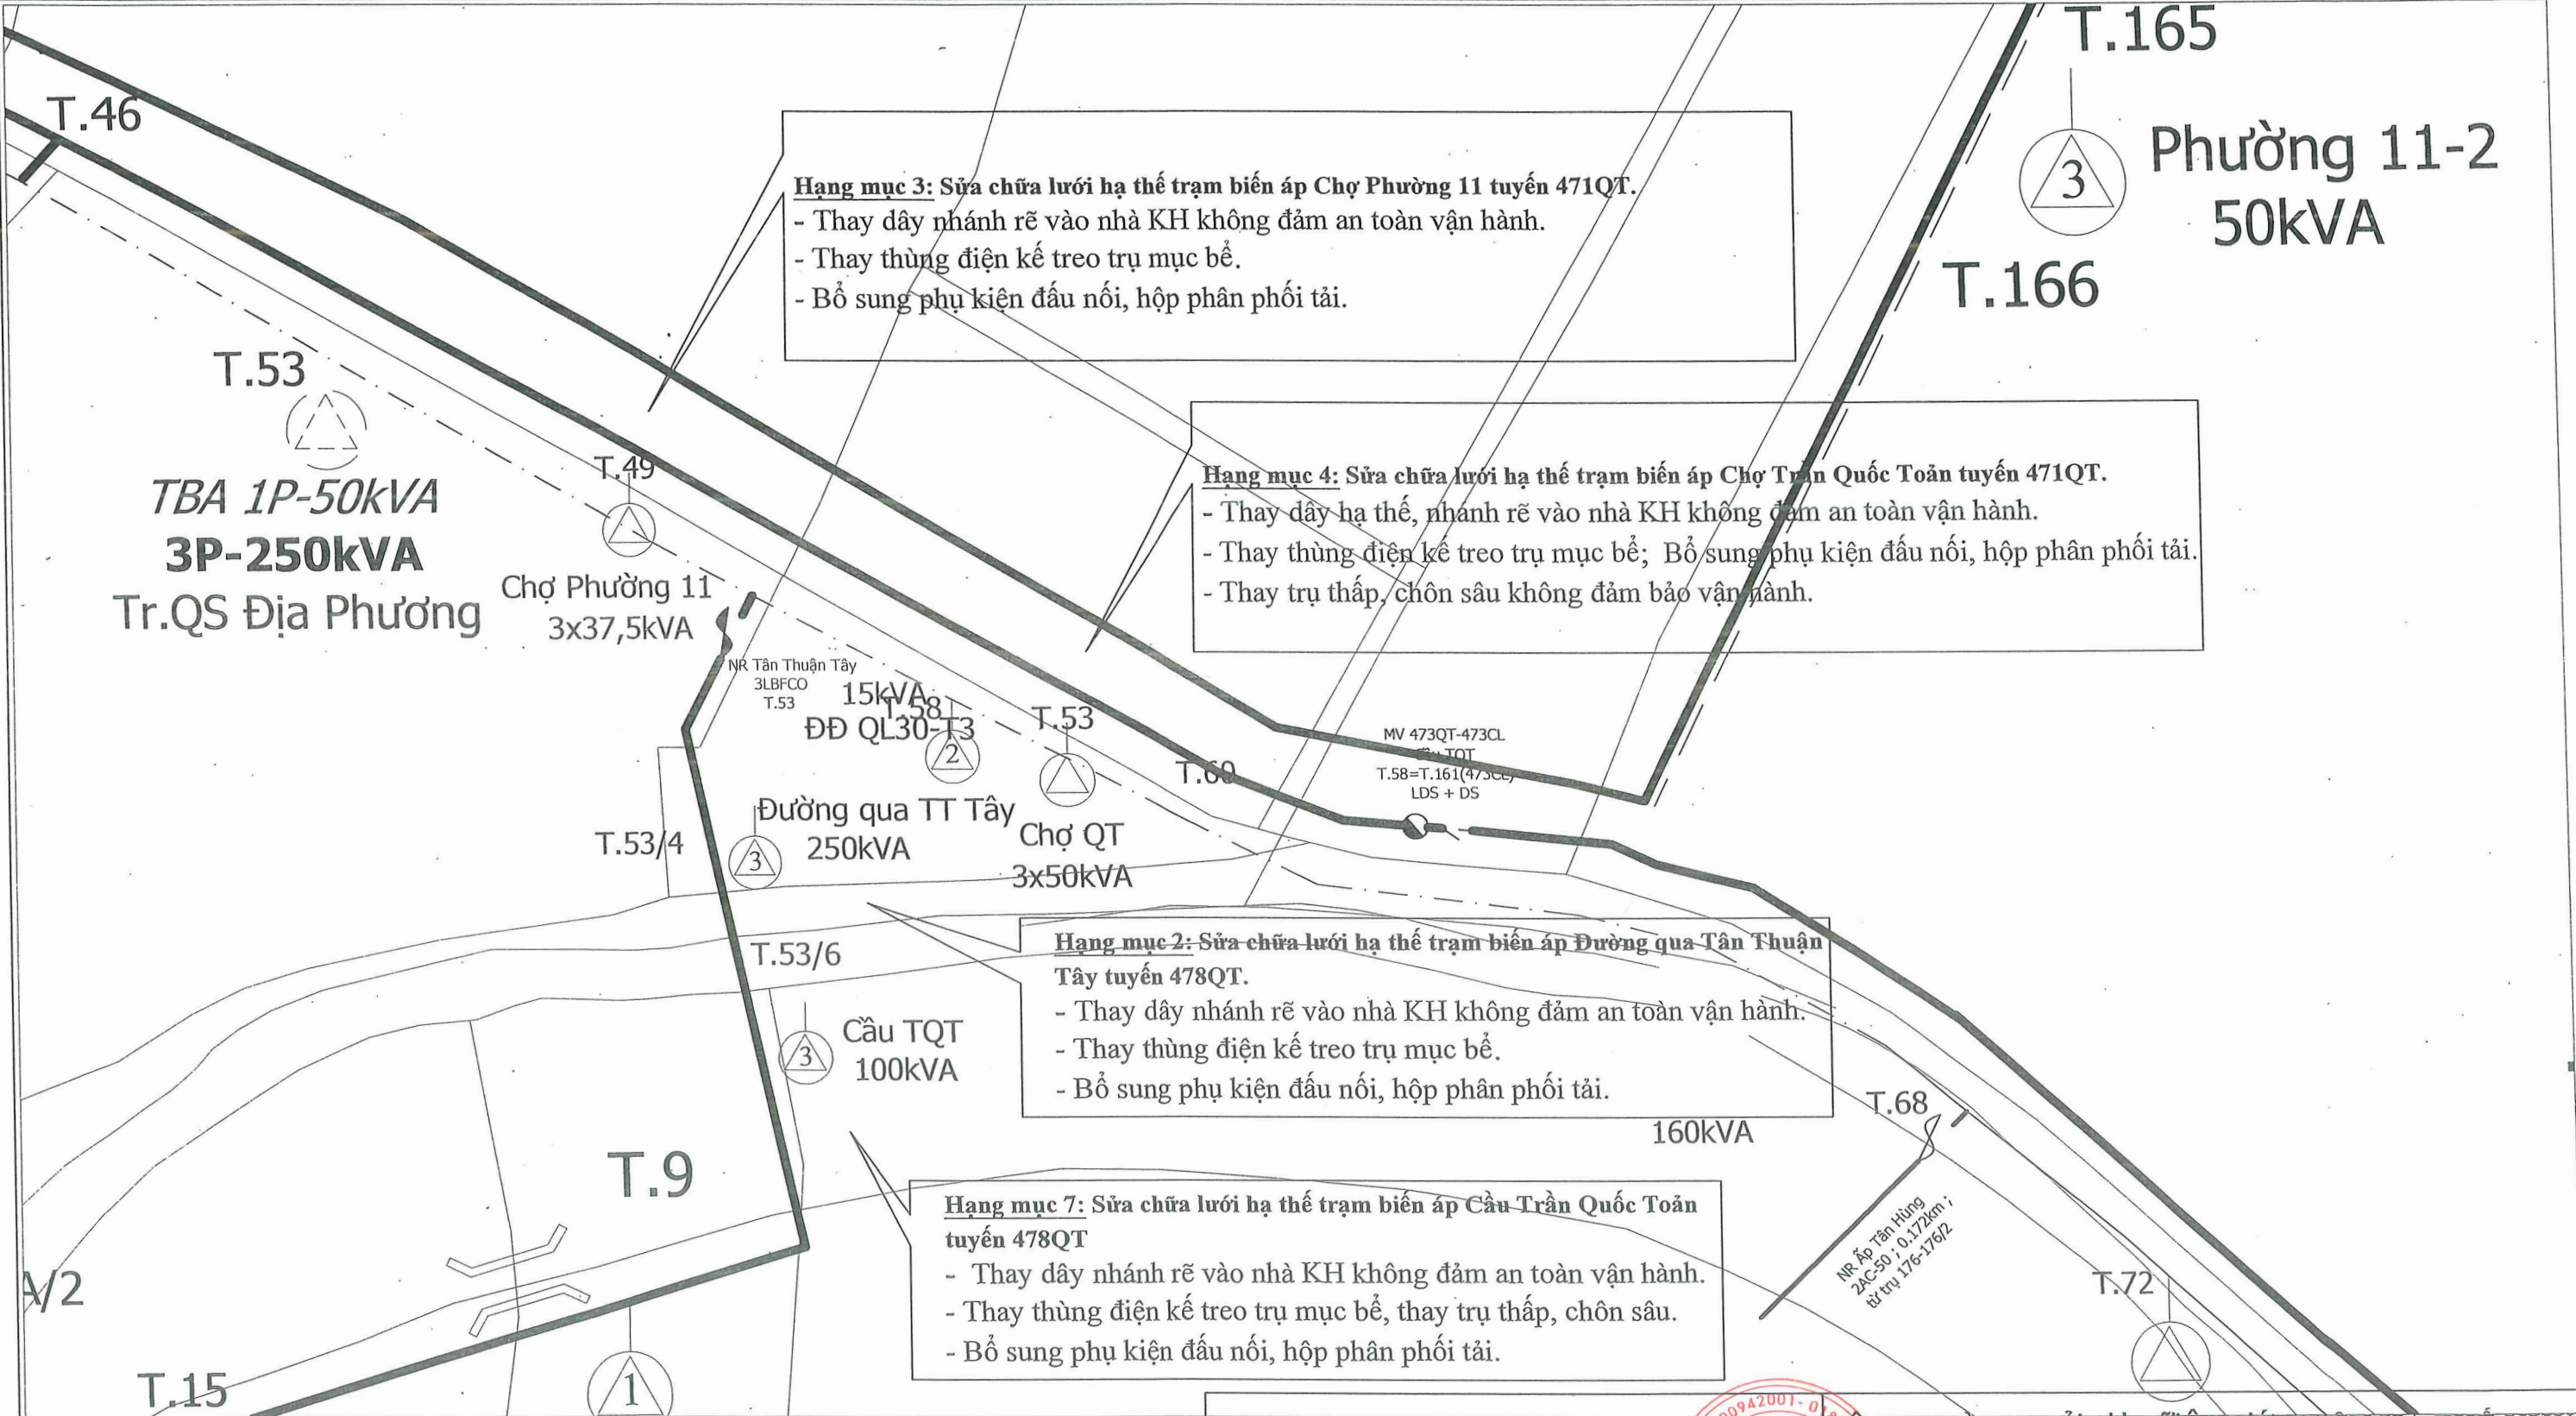 T.165
T.46
Phường 11-2
50kVA
3
T.166
Hạng mục 3: Sửa chữa lưới hạ thế trạm biến áp Chợ Phường 11 tuyến 471QT.
- Thay dây nhánh rẽ vào nhà KH không đảm an toàn vận hành.
- Thay thùng điện kế treo trụ mục bể.
- Bổ sung phụ kiện đấu nối, hộp phân phối tải.
T.53
TBA 1P-50kVA
3P-250kVA
Tr.QS Địa Phương
T.49
Chợ Phường 11
3x37,5kVA
Hạng mục 4: Sửa chữa lưới hạ thế trạm biến áp Chợ Trần Quốc Toản tuyến 471QT.
- Thay dây hạ thế, nhánh rẽ vào nhà KH không đảm an toàn vận hành.
- Thay thùng điện kế treo trụ mục bể; Bổ sung phụ kiện đấu nối, hộp phân phối tải.
- Thay trụ thấp, chôn sâu không đảm bảo vận hành.
NR Tân Thuận Tây
3LBFCO
T.53
15kVA
T.58
ĐĐ QL30-T3
2
T.53
Chợ QT
3x50kVA
T.60
MV 473QT-473CL
Cầu TQT
T.58=T.161(473CL)
LDS + DS
T.53/4
Đường qua TT Tây
250kVA
3
T.53/6
Hạng mục 2: Sửa chữa lưới hạ thế trạm biến áp Đường qua Tân Thuận
Tây tuyến 478QT.
- Thay dây nhánh rẽ vào nhà KH không đảm an toàn vận hành.
- Thay thùng điện kế treo trụ mục bể.
- Bổ sung phụ kiện đấu nối, hộp phân phối tải.
Cầu TQT
100kVA
3
160kVA
T.68
T.9
Hạng mục 7: Sửa chữa lưới hạ thế trạm biến áp Cầu Trần Quốc Toản
tuyến 478QT
- Thay dây nhánh rẽ vào nhà KH không đảm an toàn vận hành.
- Thay thùng điện kế treo trụ mục bể, thay trụ thấp, chôn sâu.
- Bổ sung phụ kiện đấu nối, hộp phân phối tải.
NR Ấp Tân Hùng
2AC-50 ; 0.172km ;
từ trụ 176-176/2
T.72
A/2
T.15
1
00942001-018